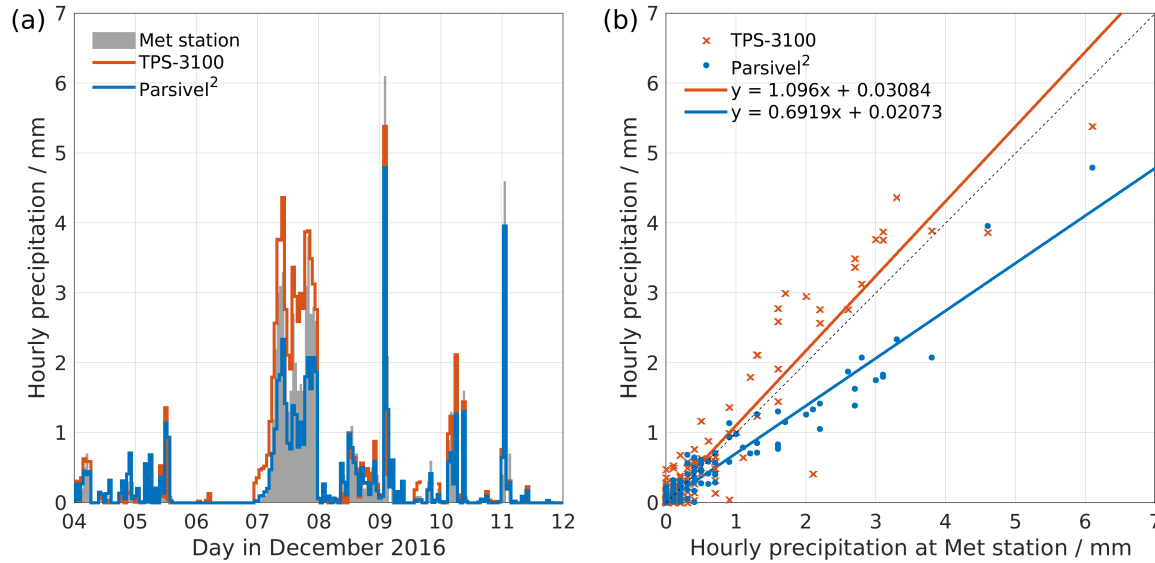 (a)
Hourly precipitation / mm
7
6
5
4
3
2
1
0
Met station
TPS-3100
Parsivel²
04 05 06 07 08 09 10 11 12
Day in December 2016
(b)
Hourly precipitation / mm
7
6
5
4
3
2
1
0
TPS-3100
Parsivel²
y = 1.096x + 0.03084
y = 0.6919x + 0.02073
0 1 2 3 4 5 6 7
Hourly precipitation at Met station / mm